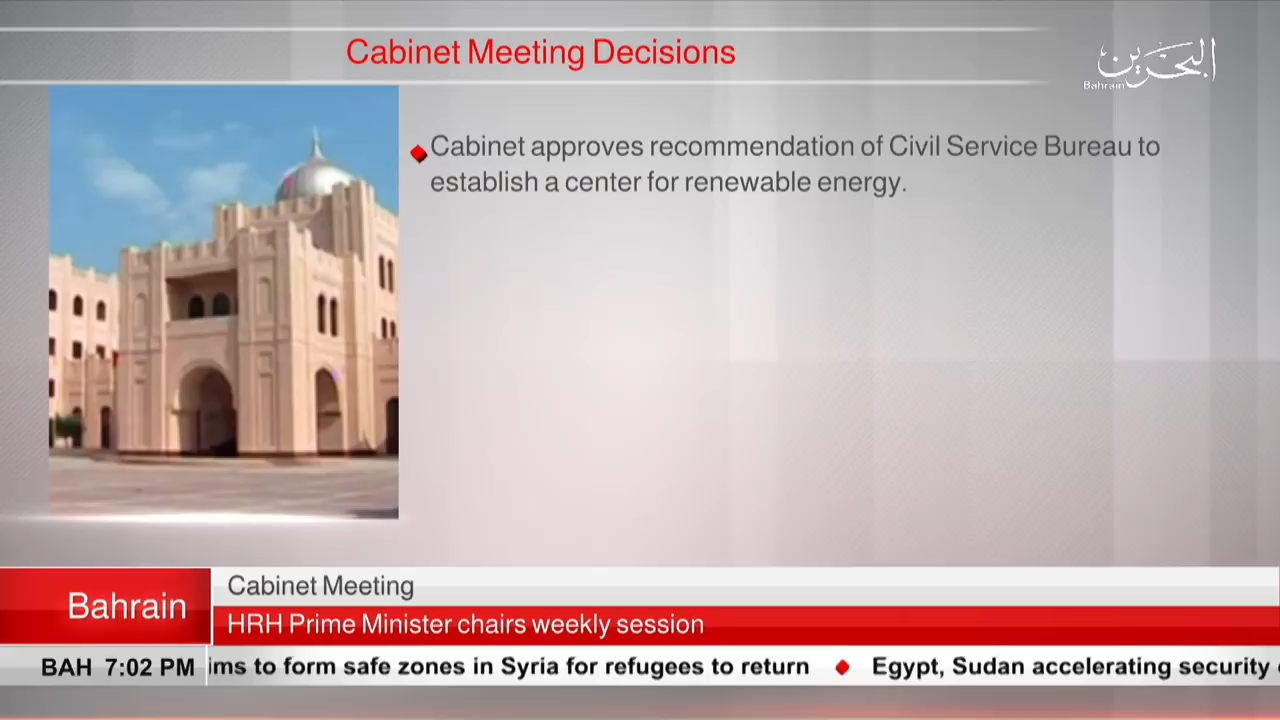 Cabinet Meeting Decisions
البحرين
Bahrain
Cabinet approves recommendation of Civil Service Bureau to
establish a center for renewable energy.
Bahrain
Cabinet Meeting
HRH Prime Minister chairs weekly session
BAH 7:02 PM
ims to form safe zones in Syria for refugees to return
Egypt, Sudan accelerating security